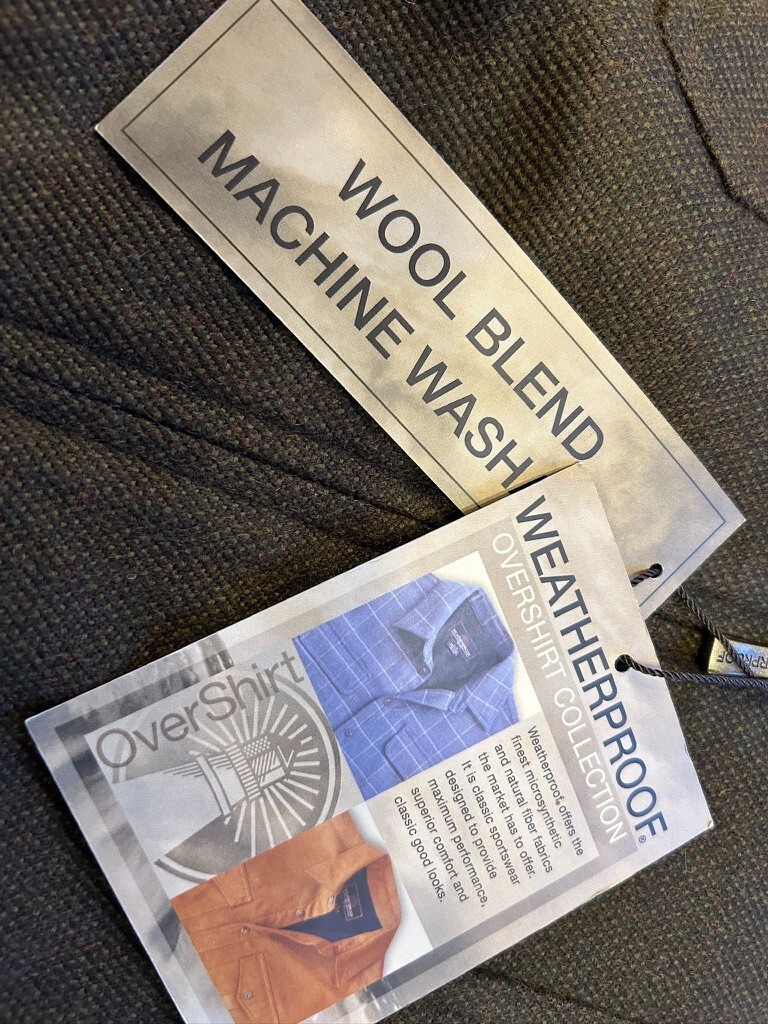 WOOL BLEND
MACHINE WASH
WEATHERPROOF®
OVERSHIRT COLLECTION
Weatherproof® offers the
finest microsynthetic
and natural fiber fabrics
the market has to offer.
It is classic sportswear
designed to provide
maximum performance,
superior comfort and
classic good looks.
OverShirt